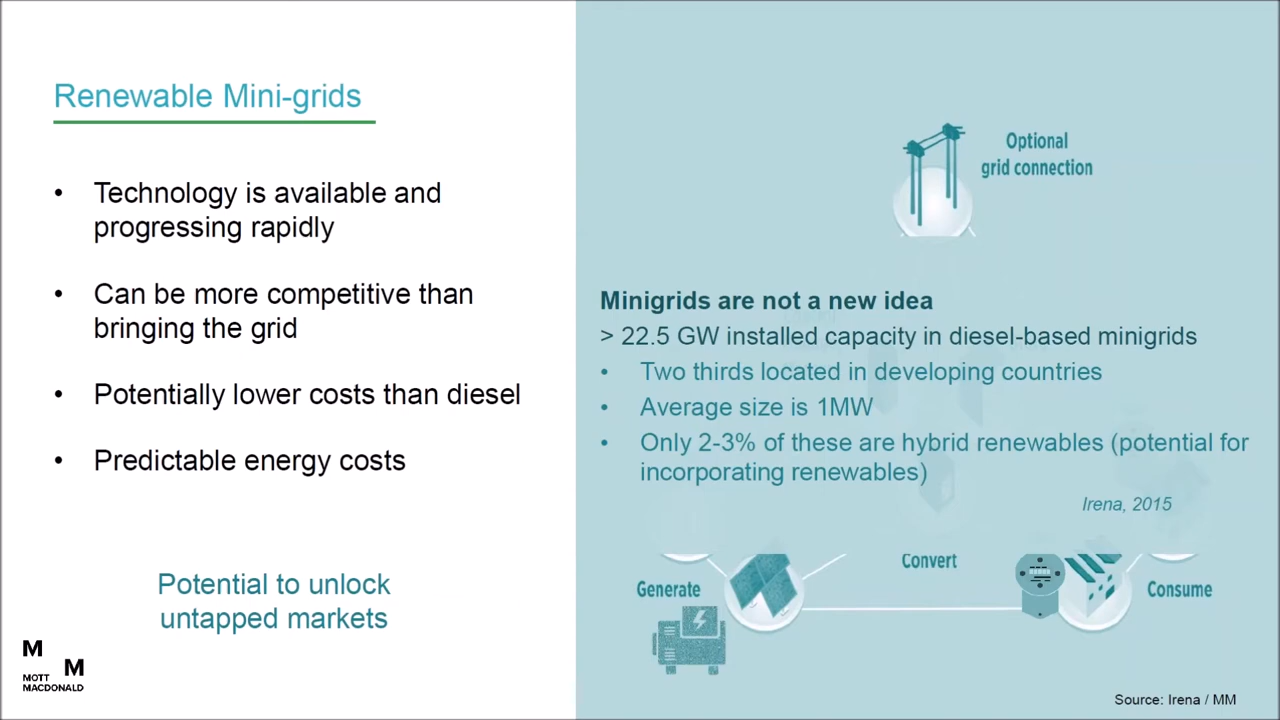 Renewable Mini-grids
• Technology is available and
progressing rapidly
• Can be more competitive than
bringing the grid
• Potentially lower costs than diesel
• Predictable energy costs
Potential to unlock
untapped markets
M
M
MOTT
MACDONALD
Optional
grid connection
Minigrids are not a new idea
> 22.5 GW installed capacity in diesel-based minigrids
• Two thirds located in developing countries
• Average size is 1MW
• Only 2-3% of these are hybrid renewables (potential for
incorporating renewables)
Irena, 2015
Generate
Convert
Consume
Source: Irena / MM